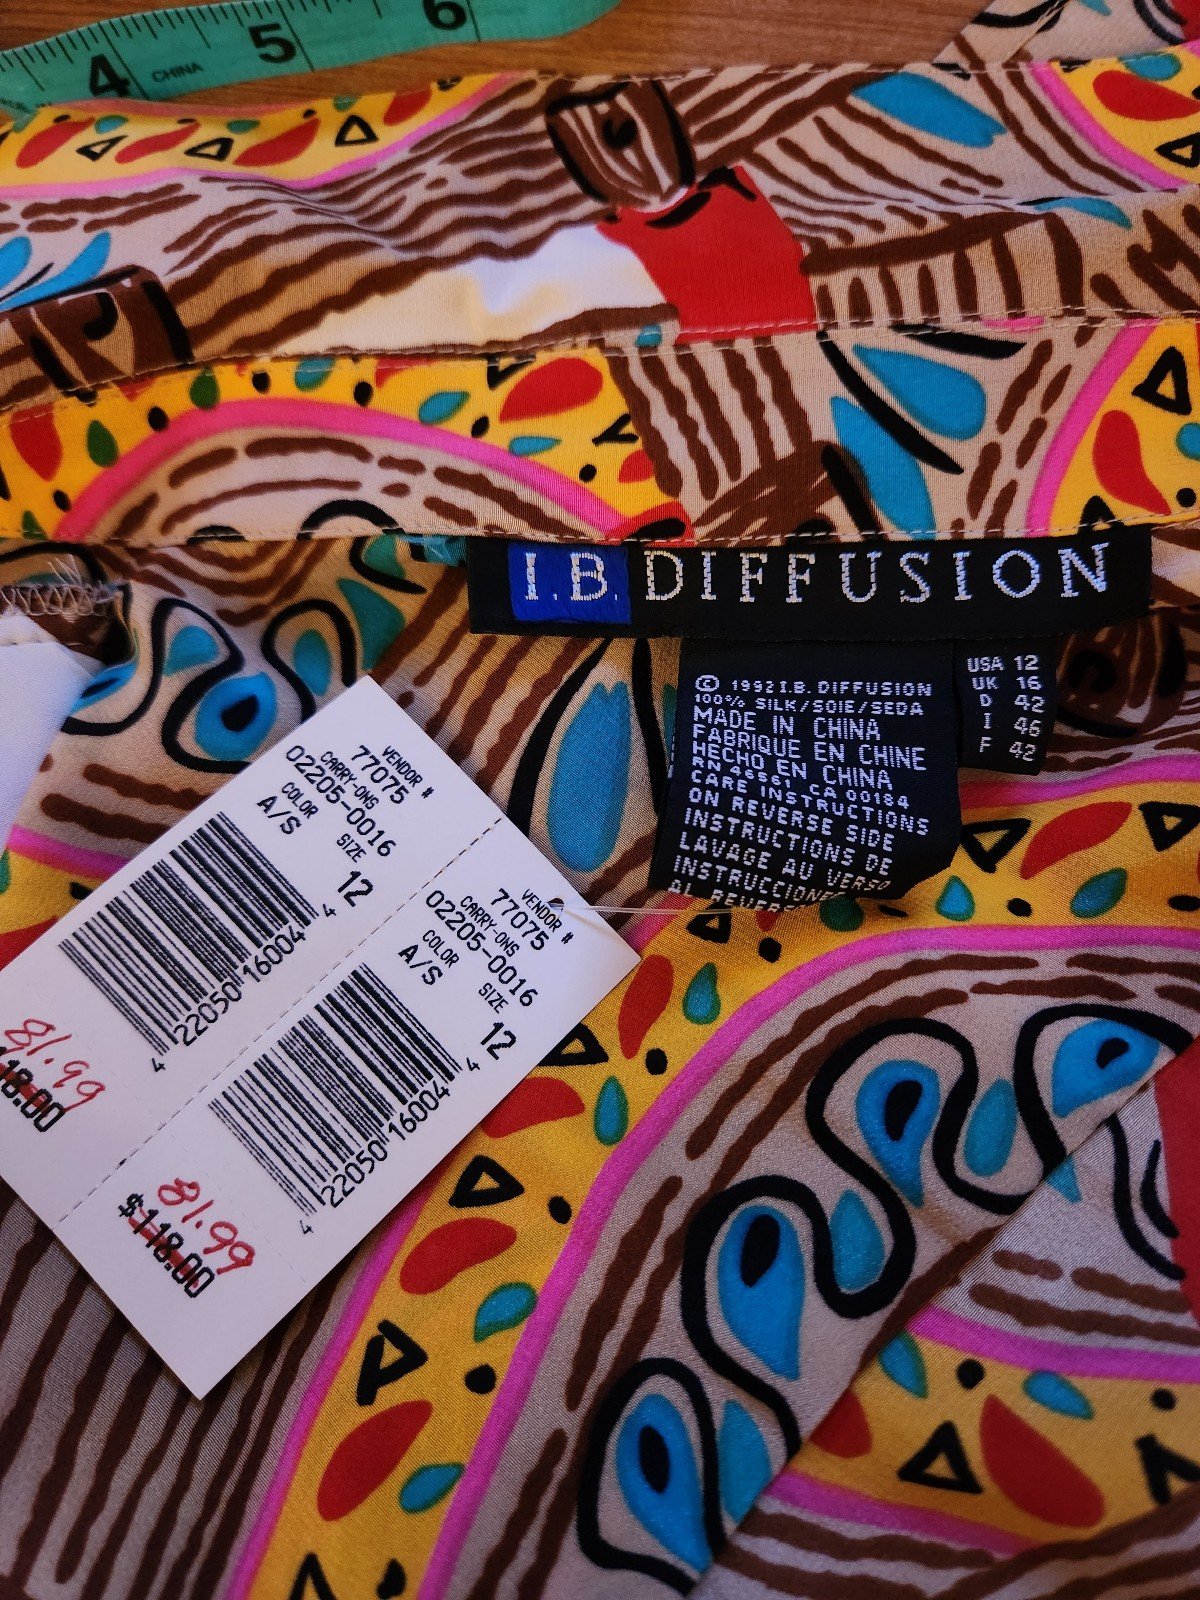 4 5 6
CHINA
I.B. DIFFUSION
© 1992 I.B. DIFFUSION
100% SILK/SOIE/SEDA
MADE IN CHINA
FABRIQUE EN CHINE
HECHO EN CHINA
RN 46561 CA 00184
CARE INSTRUCTIONS
ON REVERSE SIDE
INSTRUCTIONS DE
LAVAGE AU VERSO
INSTRUCCIONE
AL REVERS
USA 12
UK 16
D 42
I 46
F 42
VENDOR #
77075
CARRY-ONS
02205-0016
COLOR SIZE
A/S 12
4 22050 16004 4
81.99
118.00
VENDOR #
77075
CARRY-ONS
02205-0016
COLOR SIZE
A/S 12
4 22050 16004 4
81.99
$118.00